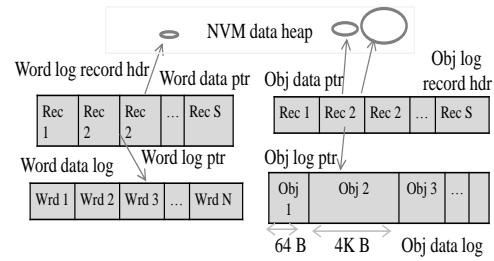 NVM data heap
Word log record hdr
Word data ptr
Obj data ptr
Obj log
record hdr
Rec 1 Rec 2 Rec 2 ... Rec S
Rec 1 Rec 2 Rec 2 ... Rec S
Word data log
Word log ptr
Obj log ptr
Wrd 1 Wrd 2 Wrd 3 ... Wrd N
Obj 1 Obj 2 Obj 3 ...
64 B 4K B Obj data log